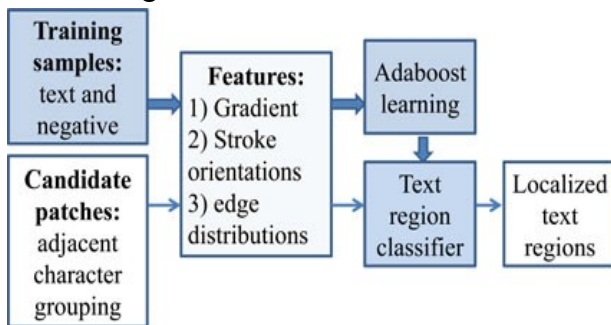 Training
samples:
text and
negative
Candidate
patches:
adjacent
character
grouping
Features:
1) Gradient
2) Stroke
orientations
3) edge
distributions
Adaboost
learning
Text
region
classifier
Localized
text
regions